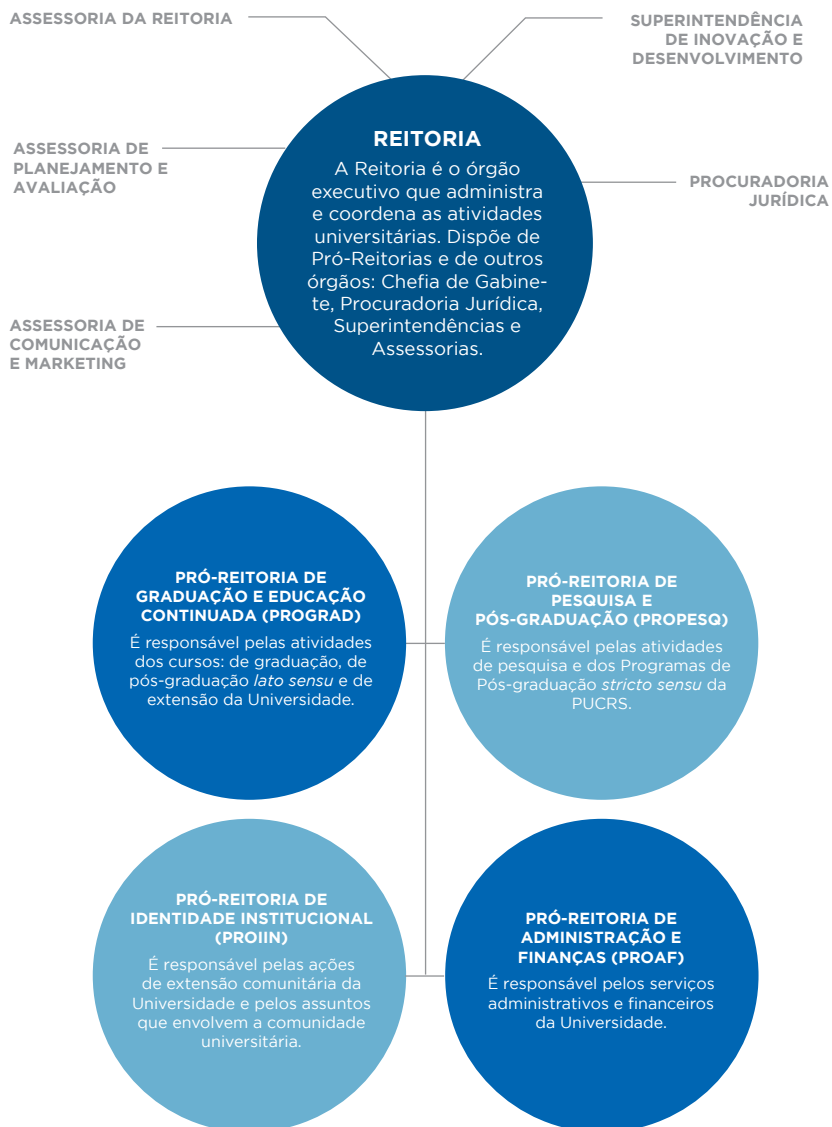 ASSESSORIA DA REITORIA
SUPERINTENDÊNCIA
DE INOVAÇÃO E
DESENVOLVIMENTO
ASSESSORIA DE
PLANEJAMENTO E
AVALIAÇÃO
PROCURADORIA
JURÍDICA
ASSESSORIA DE
COMUNICAÇÃO
E MARKETING
REITORIA
A Reitoria é o órgão
executivo que administra
e coordena as atividades
universitárias. Dispõe de
Pró-Reitorias e de outros
órgãos: Chefia de Gabine-
te, Procuradoria Jurídica,
Superintendências e
Assessorias.
PRÓ-REITORIA DE
GRADUAÇÃO E EDUCAÇÃO
CONTINUADA (PROGRAD)
É responsável pelas atividades
dos cursos: de graduação, de
pós-graduação lato sensu e de
extensão da Universidade.
PRÓ-REITORIA DE
PESQUISA E
PÓS-GRADUAÇÃO (PROPESQ)
É responsável pelas atividades
de pesquisa e dos Programas de
Pós-graduação stricto sensu da
PUCRS.
PRÓ-REITORIA DE
IDENTIDADE INSTITUCIONAL
(PROIIN)
É responsável pelas ações
de extensão comunitária da
Universidade e pelos assuntos
que envolvem a comunidade
universitária.
PRÓ-REITORIA DE
ADMINISTRAÇÃO E
FINANÇAS (PROAF)
É responsável pelos serviços
administrativos e financeiros
da Universidade.